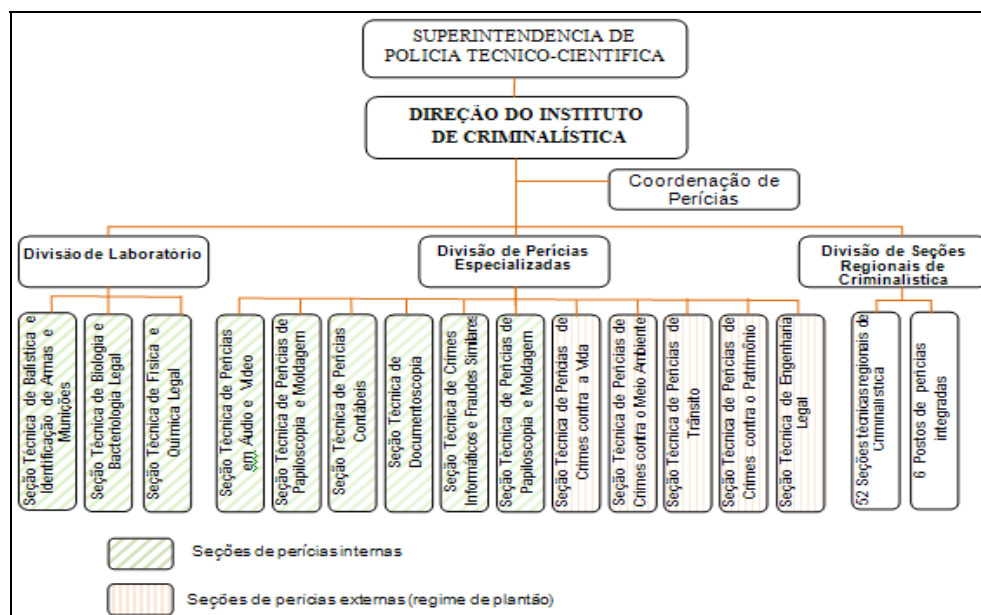 SUPERINTENDENCIA DE
POLICIA TECNICO-CIENTIFICA
DIREÇÃO DO INSTITUTO
DE CRIMINALÍSTICA
Coordenação de
Perícias
Divisão de Laboratório
Divisão de Perícias
Especializadas
Divisão de Seções
Regionais de
Criminalistica
Seção Técnica de Balística e
Identificação de Armas e
Munições
Seção Técnica de Biologia e
Bacteriologia Legal
Seção Técnica de Física e
Química Legal
Seção Técnica de Perícias
em Áudio e Vídeo
Seção Técnica de Perícias de
Papiloscopia e Moldagem
Seção Técnica de Perícias
Contábeis
Seção Técnica de
Documentoscopia
Seção Técnica de Crimes
Informáticos e Fraudes Similares
Seção Técnica de Perícias de
Papiloscopia e Moldagem
Seção Técnica de Perícias de
Crimes contra a Vida
Seção Técnica de Perícias de
Crimes contra o Meio Ambiente
Seção Técnica de Perícias de
Trânsito
Seção Técnica de Perícias de
Crimes contra o Patrimônio
Seção Técnica de Engenharia
Legal
52 Seções técnicas regionais de
Criminalistica
6 Postos de perícias
integradas
Seções de perícias internas
Seções de perícias externas (regime de plantão)